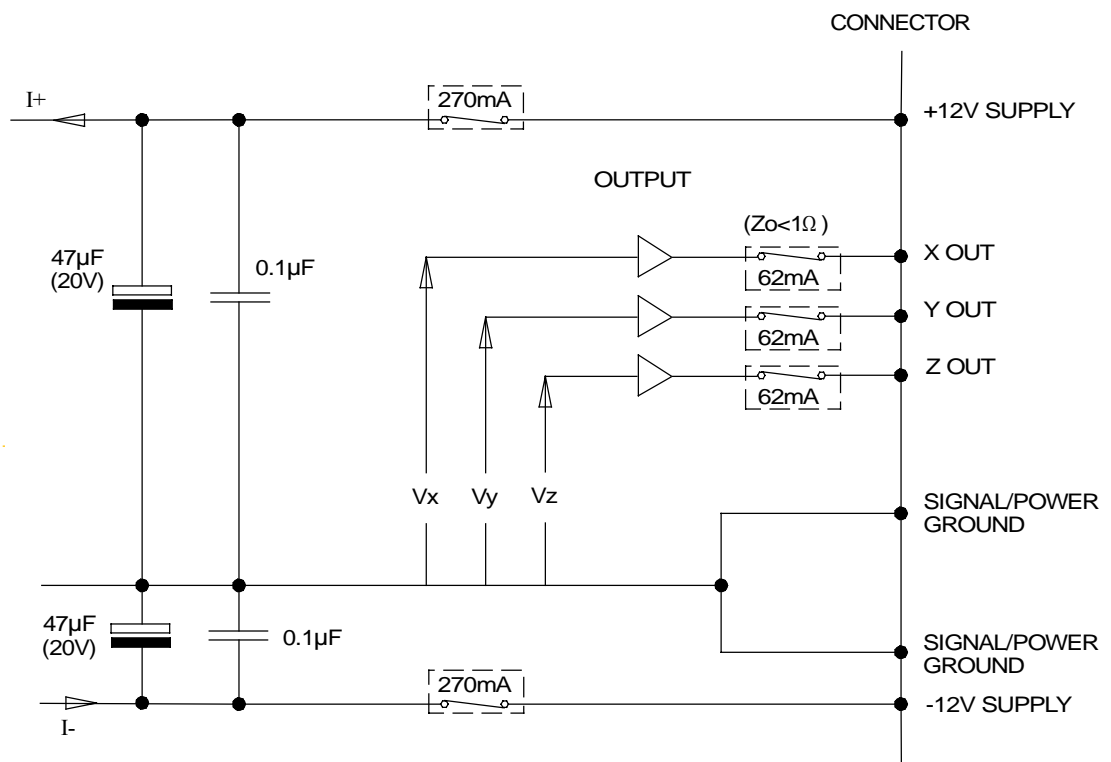 CONNECTOR
I+
270mA
+12V SUPPLY
OUTPUT
(Zo<1Ω )
X OUT
47µF
(20V)
0.1µF
62mA
Y OUT
62mA
Z OUT
62mA
Vx
Vy
Vz
SIGNAL/POWER
GROUND
47µF
(20V)
0.1µF
SIGNAL/POWER
GROUND
270mA
-12V SUPPLY
I-